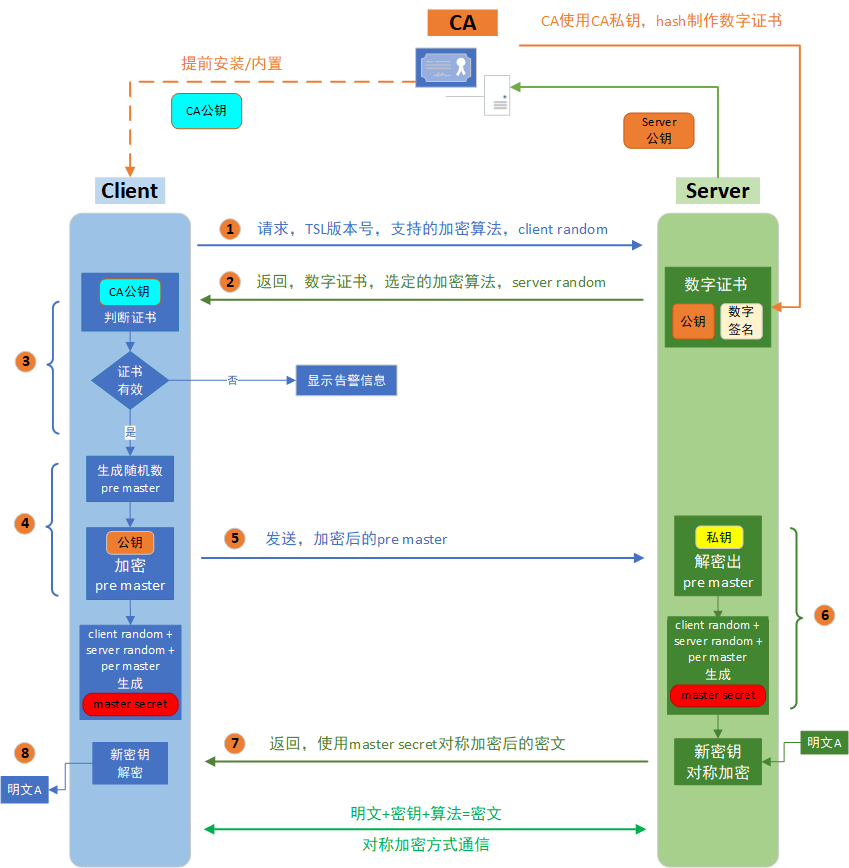 CA
CA使用CA私钥，hash制作数字证书
提前安装/内置
CA公钥
Server
公钥
Client
Server
1
请求，TSL版本号，支持的加密算法，client random
2
返回，数字证书，选定的加密算法，server random
CA公钥
判断证书
数字证书
公钥
数字
签名
3
证书
有效
否
显示告警信息
是
4
生成随机数
pre master
公钥
加密
pre master
5
发送，加密后的pre master
私钥
解密出
pre master
6
client random +
server random +
per master
生成
master secret
client random +
server random +
per master
生成
master secret
7
返回，使用master secret对称加密后的密文
8
新密钥
解密
明文A
新密钥
对称加密
明文A
明文+密钥+算法=密文
对称加密方式通信